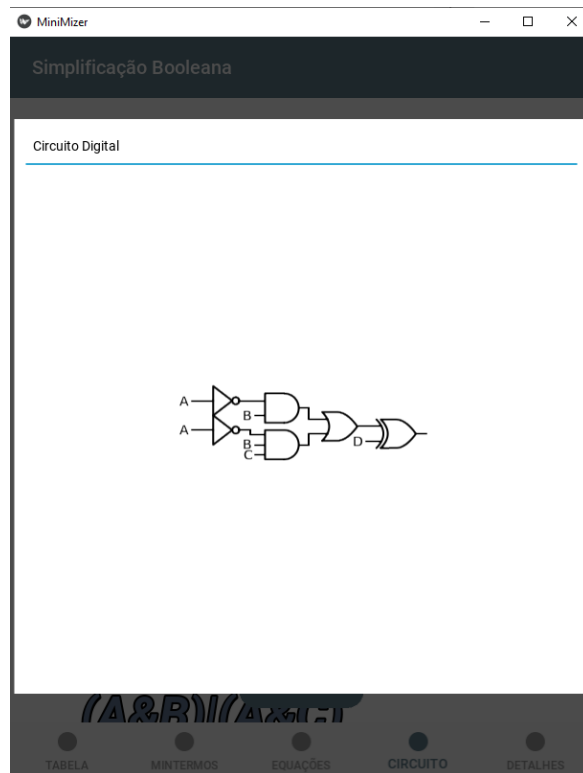 MiniMizer
Simplificação Booleana
Circuito Digital
A
B
A
B
C
D
(A&B)|(A&C)
TABELA
MINTERMOS
EQUAÇÕES
CIRCUITO
DETALHES